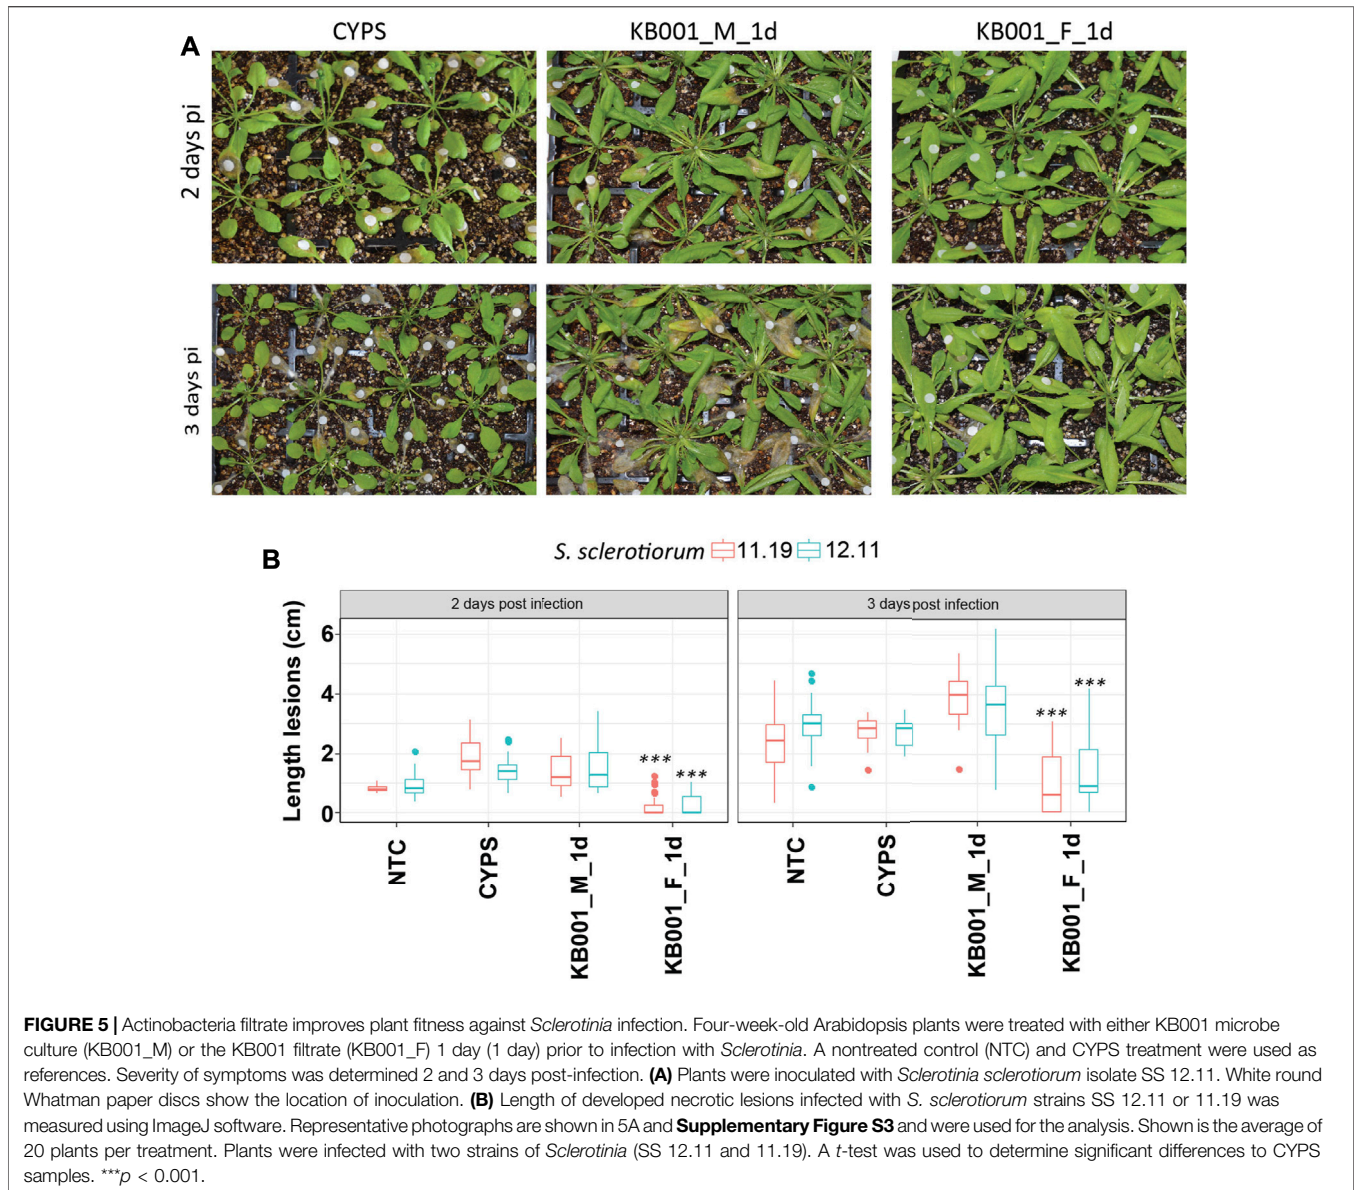 CYPS KB001_M_1d KB001_F_1d
A
2 days pi
3 days pi
B
S. sclerotiorum 11.19 12.11
2 days post infection 3 days post infection
Length lesions (cm)
6
4
2
0
*** *** *** ***
NTC CYPS KB001_M_1d KB001_F_1d NTC CYPS KB001_M_1d KB001_F_1d
FIGURE 5 | Actinobacteria filtrate improves plant fitness against Sclerotinia infection. Four-week-old Arabidopsis plants were treated with either KB001 microbe
culture (KB001_M) or the KB001 filtrate (KB001_F) 1 day (1 day) prior to infection with Sclerotinia. A nontreated control (NTC) and CYPS treatment were used as
references. Severity of symptoms was determined 2 and 3 days post-infection. (A) Plants were inoculated with Sclerotinia sclerotiorum isolate SS 12.11. White round
Whatman paper discs show the location of inoculation. (B) Length of developed necrotic lesions infected with S. sclerotiorum strains SS 12.11 or 11.19 was
measured using ImageJ software. Representative photographs are shown in 5A and Supplementary Figure S3 and were used for the analysis. Shown is the average of
20 plants per treatment. Plants were infected with two strains of Sclerotinia (SS 12.11 and 11.19). A t-test was used to determine significant differences to CYPS
samples. ***p < 0.001.